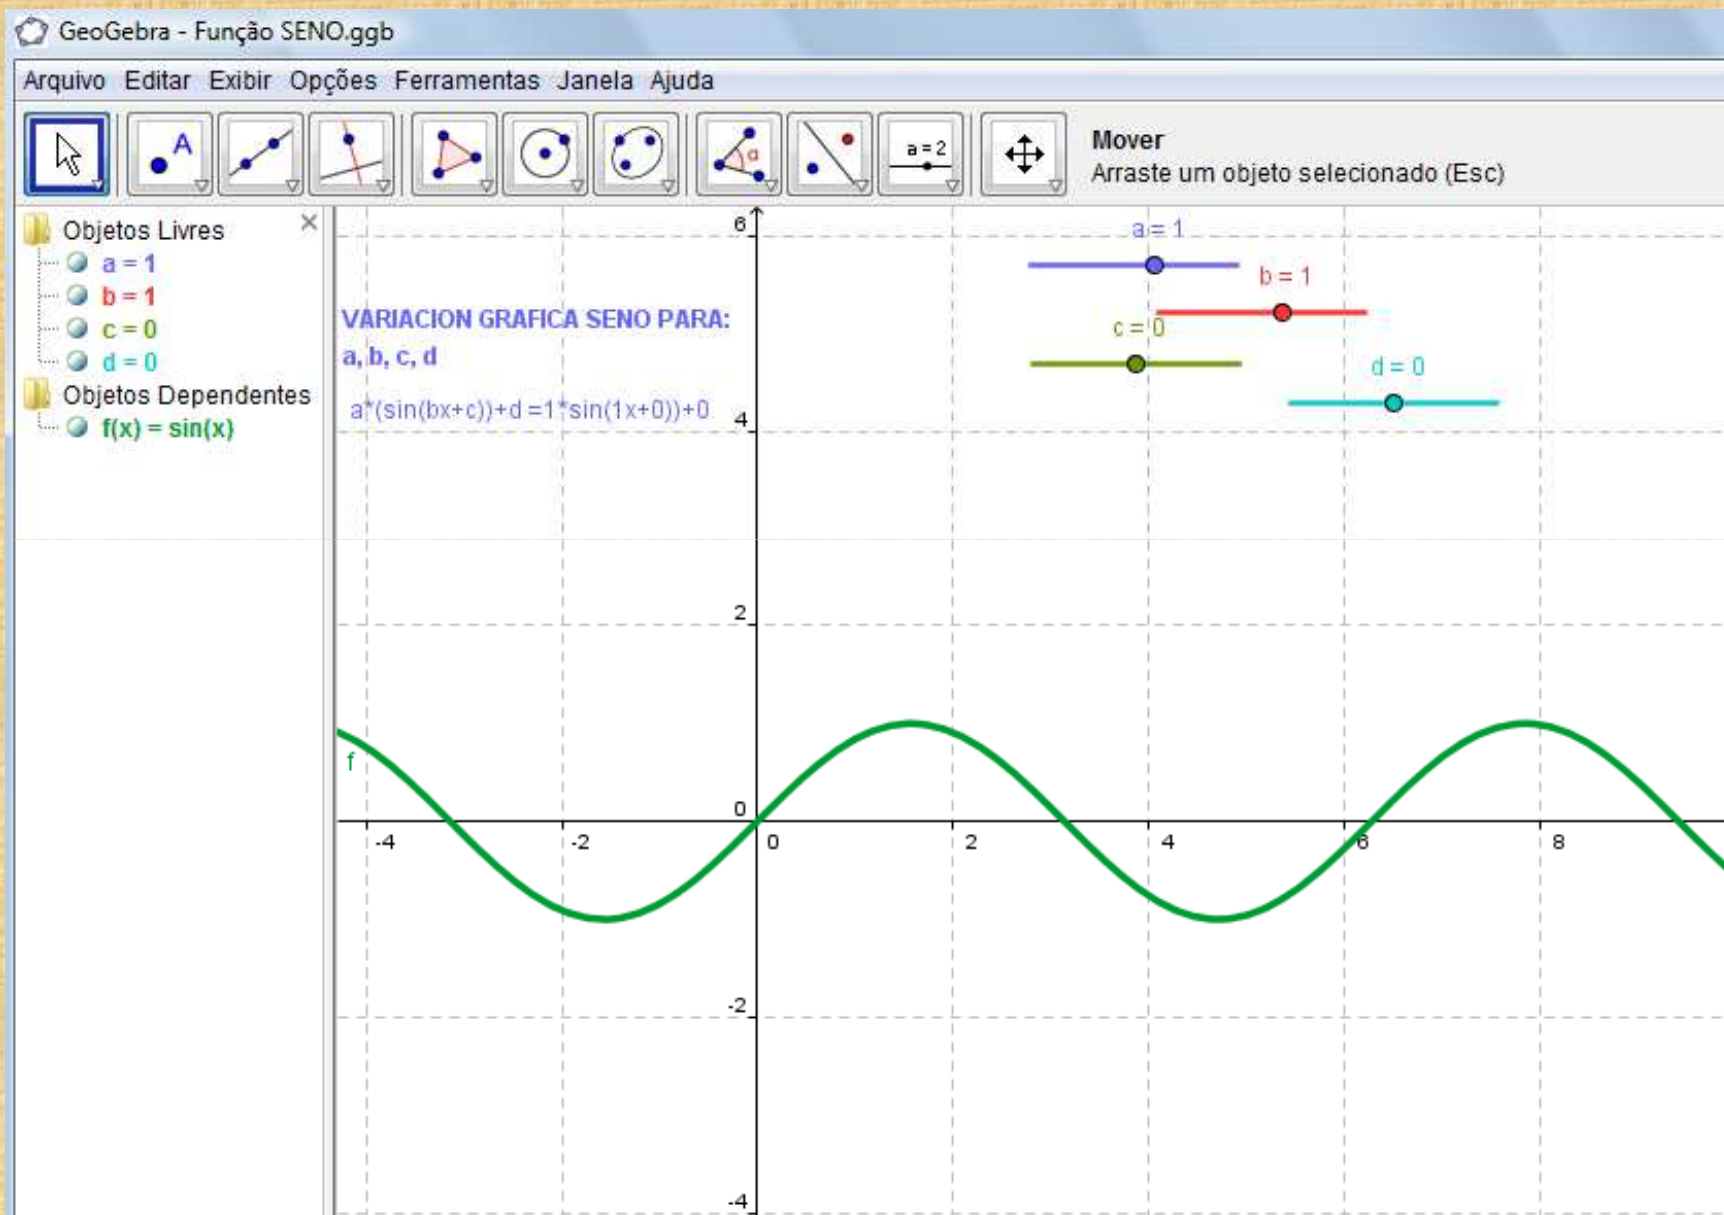 GeoGebra - Função SENO.ggb
Arquivo Editar Exibir Opções Ferramentas Janela Ajuda
A
α
a = 2
Mover
Arraste um objeto selecionado (Esc)
Objetos Livres
a = 1
b = 1
c = 0
d = 0
Objetos Dependentes
f(x) = sin(x)
VARIACION GRAFICA SENO PARA:
a, b, c, d
a*(sin(bx+c))+d =1*sin(1x+0))+0
a = 1
b = 1
c = 0
d = 0
6
4
2
0
-2
-4
f
-4 -2 0 2 4 6 8